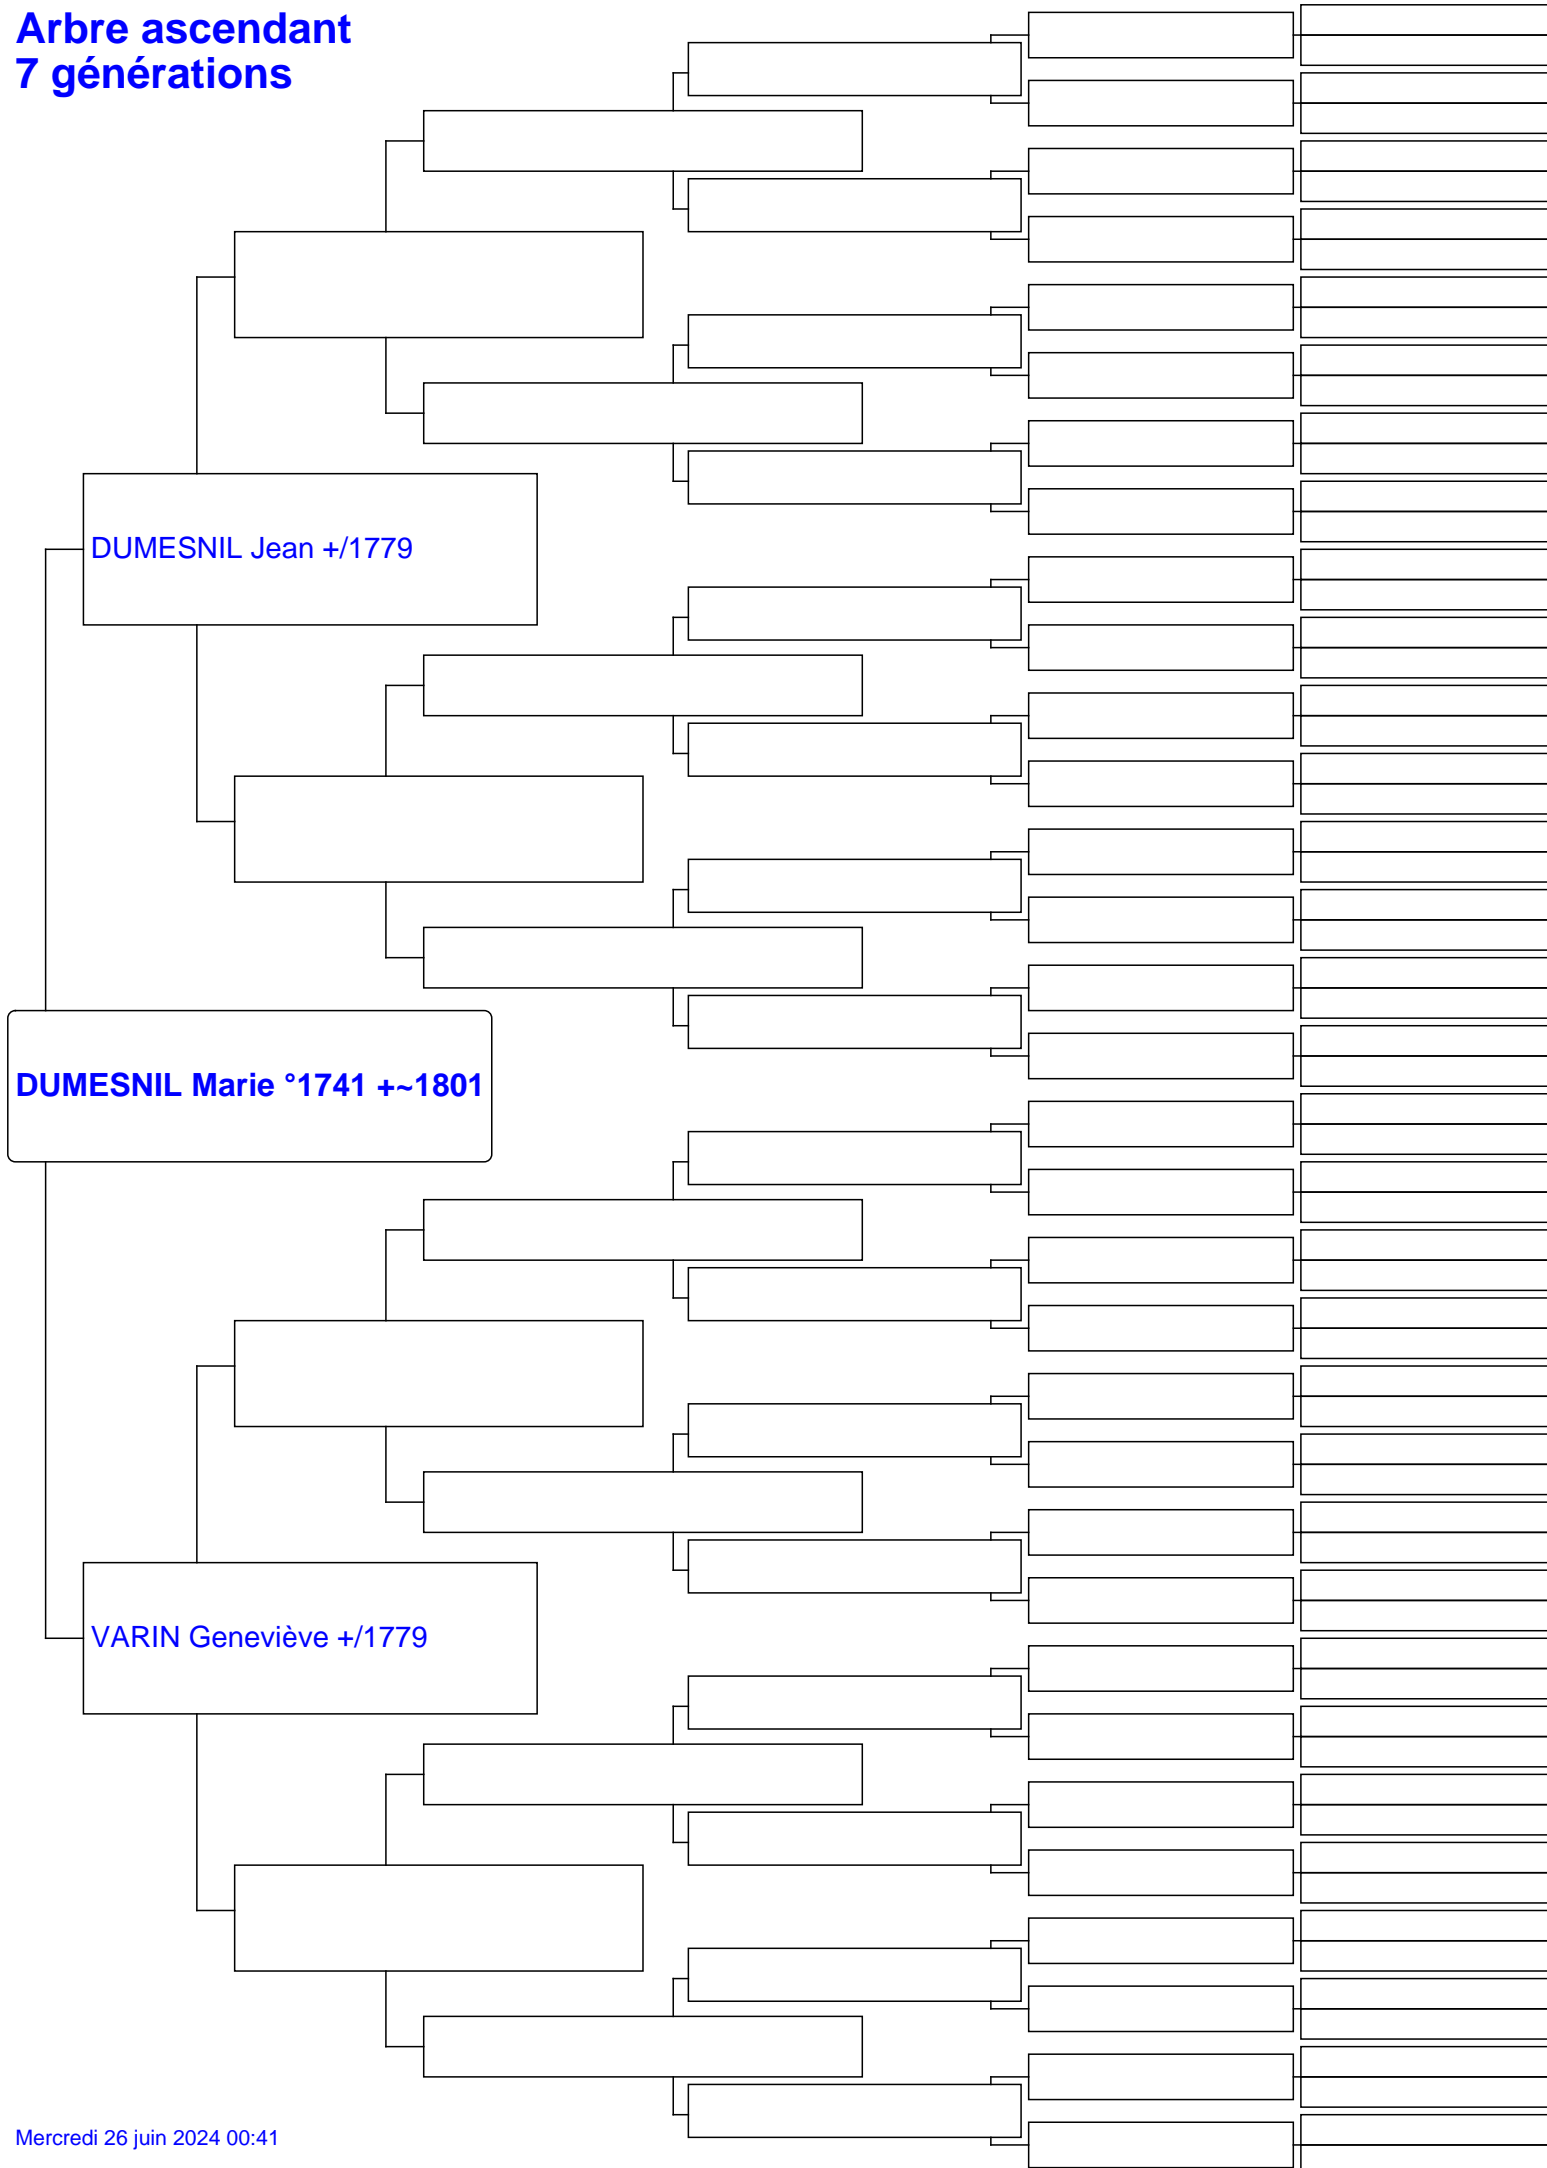 Arbre ascendant
7 générations
DUMESNIL Jean +/1779
DUMESNIL Marie °1741 +~1801
VARIN Geneviève +/1779
Mercredi 26 juin 2024 00:41